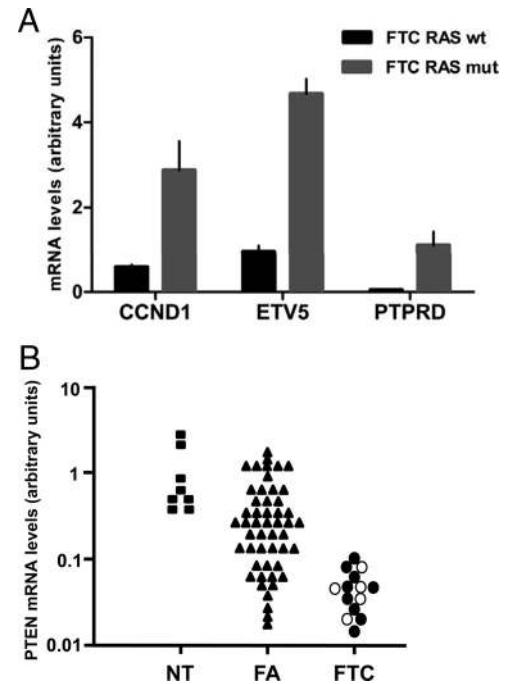 A
FTC RAS wt
FTC RAS mut
mRNA levels (arbitrary units)
6
4
2
0
CCND1 ETV5 PTPRD
B
PTEN mRNA levels (arbitrary units)
10
1
0.1
0.01
NT FA FTC